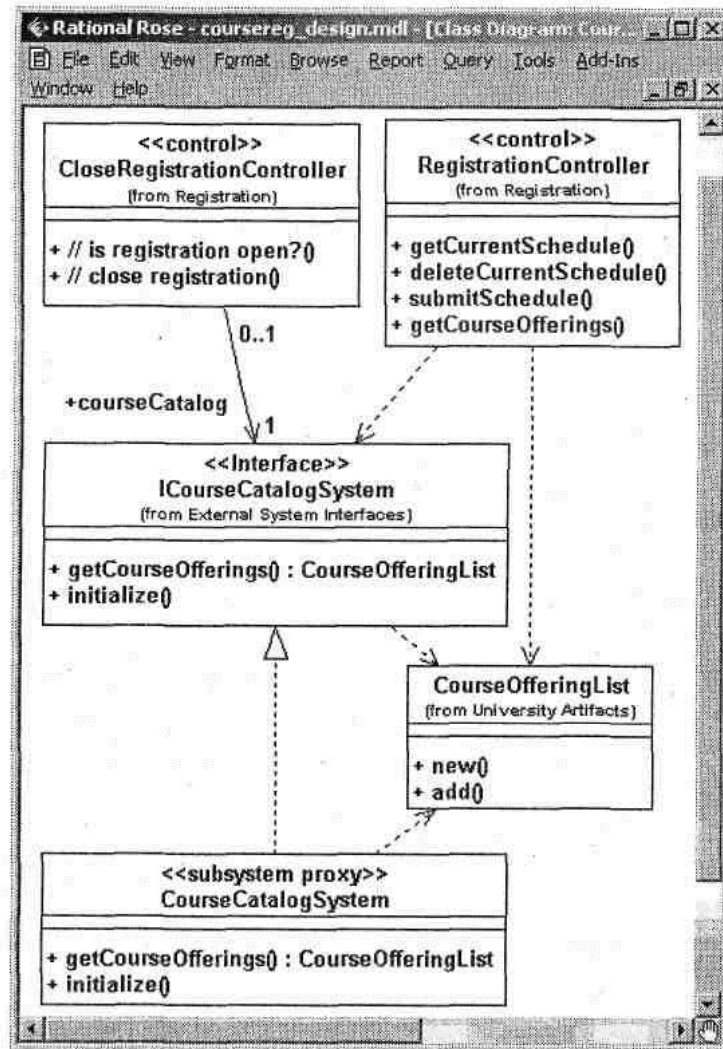 Rational Rose - coursereg_design.mdl - [Class Diagram: Cour...
File Edit View Format Browse Report Query Tools Add-Ins
Window Help
<<control>>
CloseRegistrationController
(from Registration)
+ // is registration open?()
+ // close registration()
<<control>>
RegistrationController
(from Registration)
+ getCurrentSchedule()
+ deleteCurrentSchedule()
+ submitSchedule()
+ getCourseOfferings()
0..1
+courseCatalog
1
<<Interface>>
ICourseCatalogSystem
(from External System Interfaces)
+ getCourseOfferings() : CourseOfferingList
+ initialize()
CourseOfferingList
(from University Artifacts)
+ new()
+ add()
<<subsystem proxy>>
CourseCatalogSystem
+ getCourseOfferings() : CourseOfferingList
+ initialize()